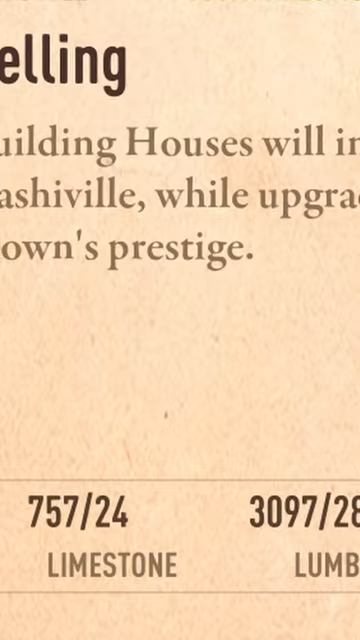 elling
uilding Houses will in
ashiville, while upgra
own's prestige.
757/24 3097/28
LIMESTONE LUMB